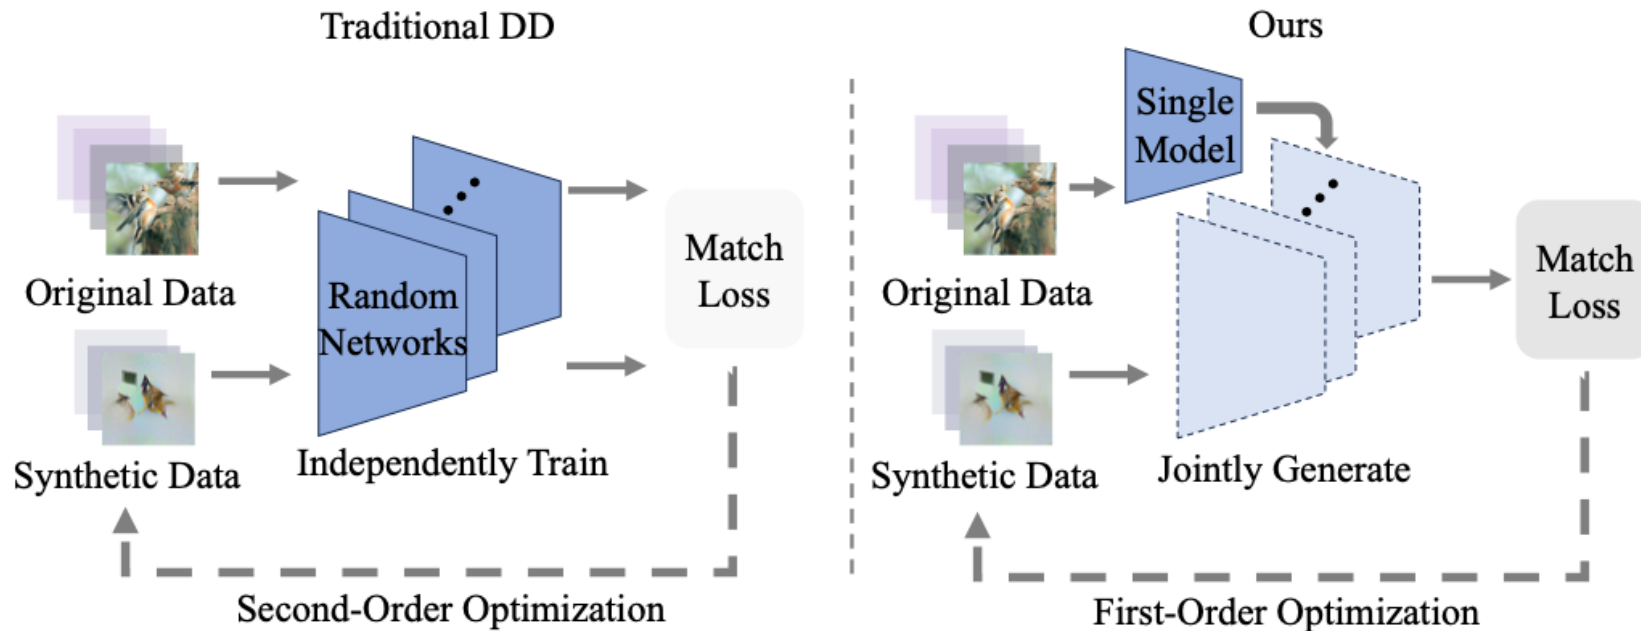 Traditional DD
Original Data
Random
Networks
Match
Loss
Synthetic Data
Independently Train
Second-Order Optimization
Ours
Single
Model
Original Data
Match
Loss
Synthetic Data
Jointly Generate
First-Order Optimization